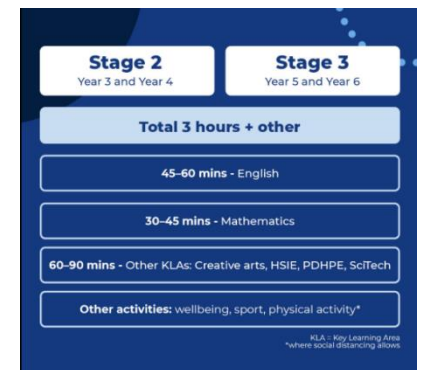 Stage 2
Year 3 and Year 4
Stage 3
Year 5 and Year 6
Total 3 hours + other
45–60 mins - English
30–45 mins - Mathematics
60–90 mins - Other KLAs: Creative arts, HSIE, PDHPE, SciTech
Other activities: wellbeing, sport, physical activity*
KLA = Key Learning Area
*where social distancing allows